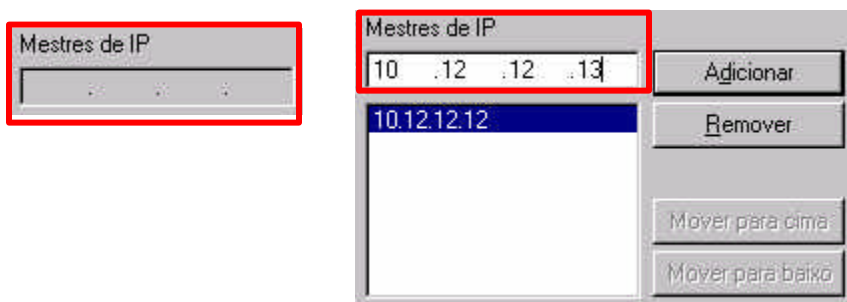 Mestres de IP
. . .
Mestres de IP
10 .12 .12 .13
Adicionar
10.12.12.12
Remover
Mover para cima
Mover para baixo